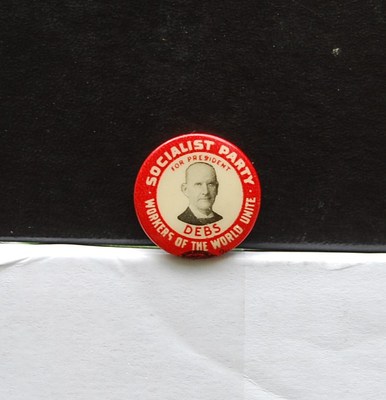 SOCIALIST PARTY
FOR PRESIDENT
DEBS
WORKERS OF THE WORLD UNITE